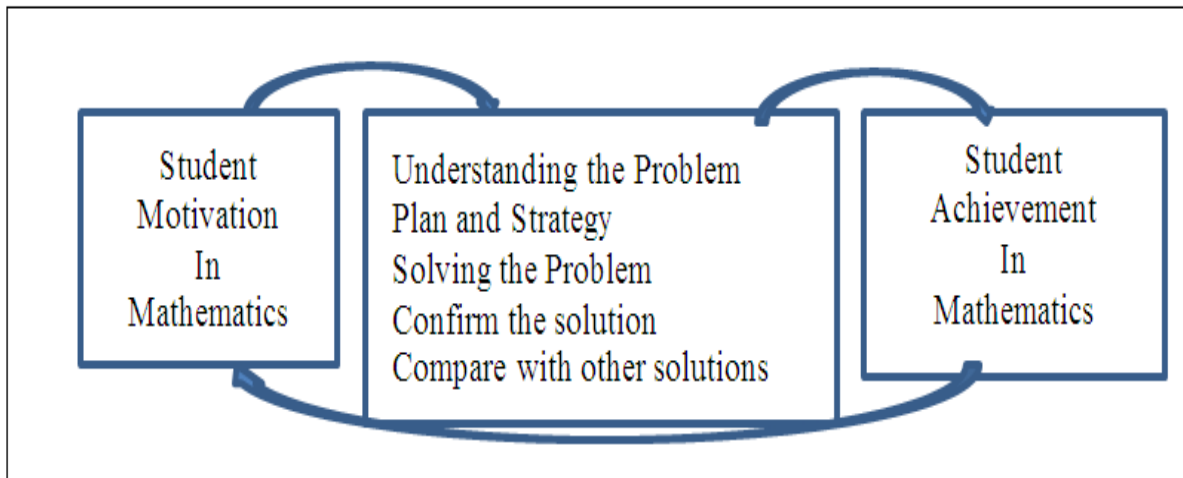 Student
Motivation
In
Mathematics
Understanding the Problem
Plan and Strategy
Solving the Problem
Confirm the solution
Compare with other solutions
Student
Achievement
In
Mathematics